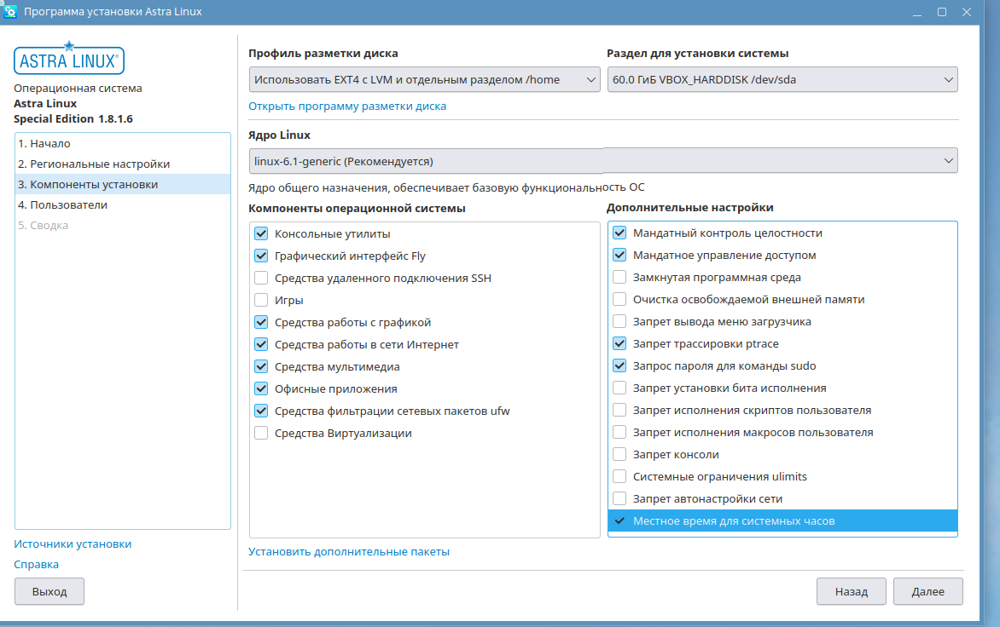 Программа установки Astra Linux
ASTRA LINUX®
Операционная система
Astra Linux
Special Edition 1.8.1.6
1. Начало
2. Региональные настройки
3. Компоненты установки
4. Пользователи
5. Сводка
Источники установки
Справка
Выход
Профиль разметки диска
Использовать EXT4 с LVM и отдельным разделом /home
Открыть программу разметки диска
Раздел для установки системы
60.0 ГиБ VBOX_HARDDISK /dev/sda
Ядро Linux
linux-6.1-generic (Рекомендуется)
Ядро общего назначения, обеспечивает базовую функциональность ОС
Компоненты операционной системы
Консольные утилиты
Графический интерфейс Fly
Средства удаленного подключения SSH
Игры
Средства работы с графикой
Средства работы в сети Интернет
Средства мультимедиа
Офисные приложения
Средства фильтрации сетевых пакетов ufw
Средства Виртуализации
Установить дополнительные пакеты
Дополнительные настройки
Мандатный контроль целостности
Мандатное управление доступом
Замкнутая программная среда
Очистка освобождаемой внешней памяти
Запрет вывода меню загрузчика
Запрет трассировки ptrace
Запрос пароля для команды sudo
Запрет установки бита исполнения
Запрет исполнения скриптов пользователя
Запрет исполнения макросов пользователя
Запрет консоли
Системные ограничения ulimits
Запрет автонастройки сети
Местное время для системных часов
Назад
Далее